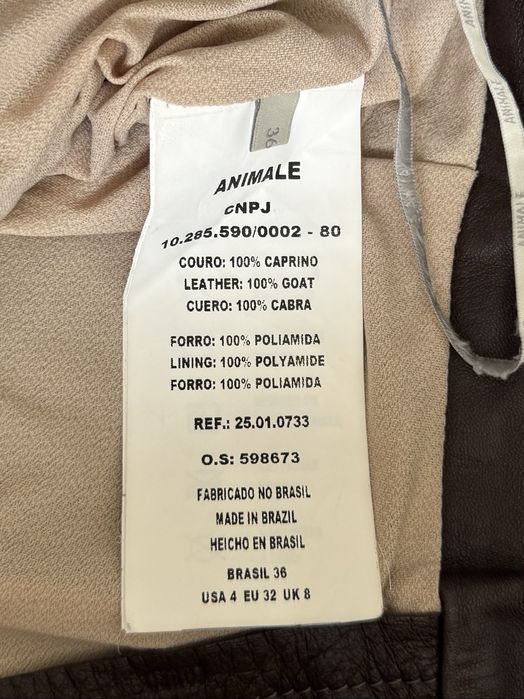 36
ANIMALE
CNPJ
10.285.590/0002 - 80
COURO: 100% CAPRINO
LEATHER: 100% GOAT
CUERO: 100% CABRA
FORRO: 100% POLIAMIDA
LINING: 100% POLYAMIDE
FORRO: 100% POLIAMIDA
REF.: 25.01.0733
O.S: 598673
FABRICADO NO BRASIL
MADE IN BRAZIL
HEICHO EN BRASIL
BRASIL 36
USA 4 EU 32 UK 8
ANIMALE